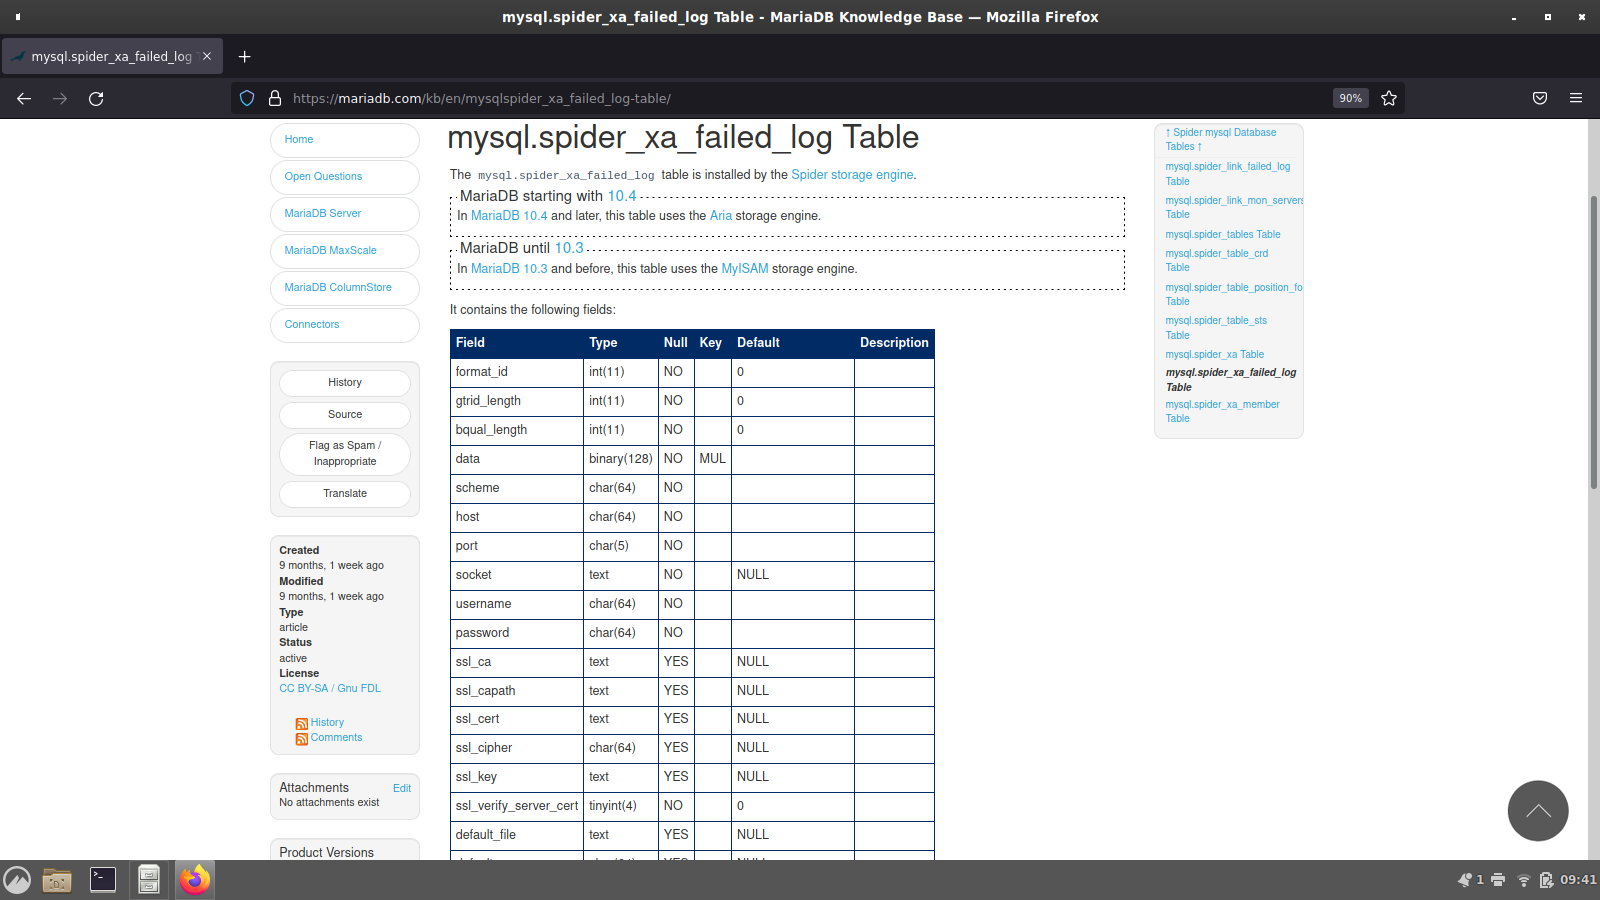 mysql.spider_xa_failed_log Table - MariaDB Knowledge Base — Mozilla Firefox
mysql.spider_xa_failed_log
https://mariadb.com/kb/en/mysqlspider_xa_failed_log-table/
90%
Home
Open Questions
MariaDB Server
MariaDB MaxScale
MariaDB ColumnStore
Connectors
History
Source
Flag as Spam /
Inappropriate
Translate
Created
9 months, 1 week ago
Modified
9 months, 1 week ago
Type
article
Status
active
License
CC BY-SA / Gnu FDL
History
Comments
Attachments Edit
No attachments exist
Product Versions
mysql.spider_xa_failed_log Table
The mysql.spider_xa_failed_log table is installed by the Spider storage engine.
MariaDB starting with 10.4
In MariaDB 10.4 and later, this table uses the Aria storage engine.
MariaDB until 10.3
In MariaDB 10.3 and before, this table uses the MyISAM storage engine.
It contains the following fields:
Field Type Null Key Default Description
format_id int(11) NO 0
gtrid_length int(11) NO 0
bqual_length int(11) NO 0
data binary(128) NO MUL
scheme char(64) NO
host char(64) NO
port char(5) NO
socket text NO NULL
username char(64) NO
password char(64) NO
ssl_ca text YES NULL
ssl_capath text YES NULL
ssl_cert text YES NULL
ssl_cipher char(64) YES NULL
ssl_key text YES NULL
ssl_verify_server_cert tinyint(4) NO 0
default_file text YES NULL
↑ Spider mysql Database
Tables ↑
mysql.spider_link_failed_log
Table
mysql.spider_link_mon_servers
Table
mysql.spider_tables Table
mysql.spider_table_crd
Table
mysql.spider_table_position_fo
Table
mysql.spider_table_sts
Table
mysql.spider_xa Table
mysql.spider_xa_failed_log
Table
mysql.spider_xa_member
Table
1
09:41